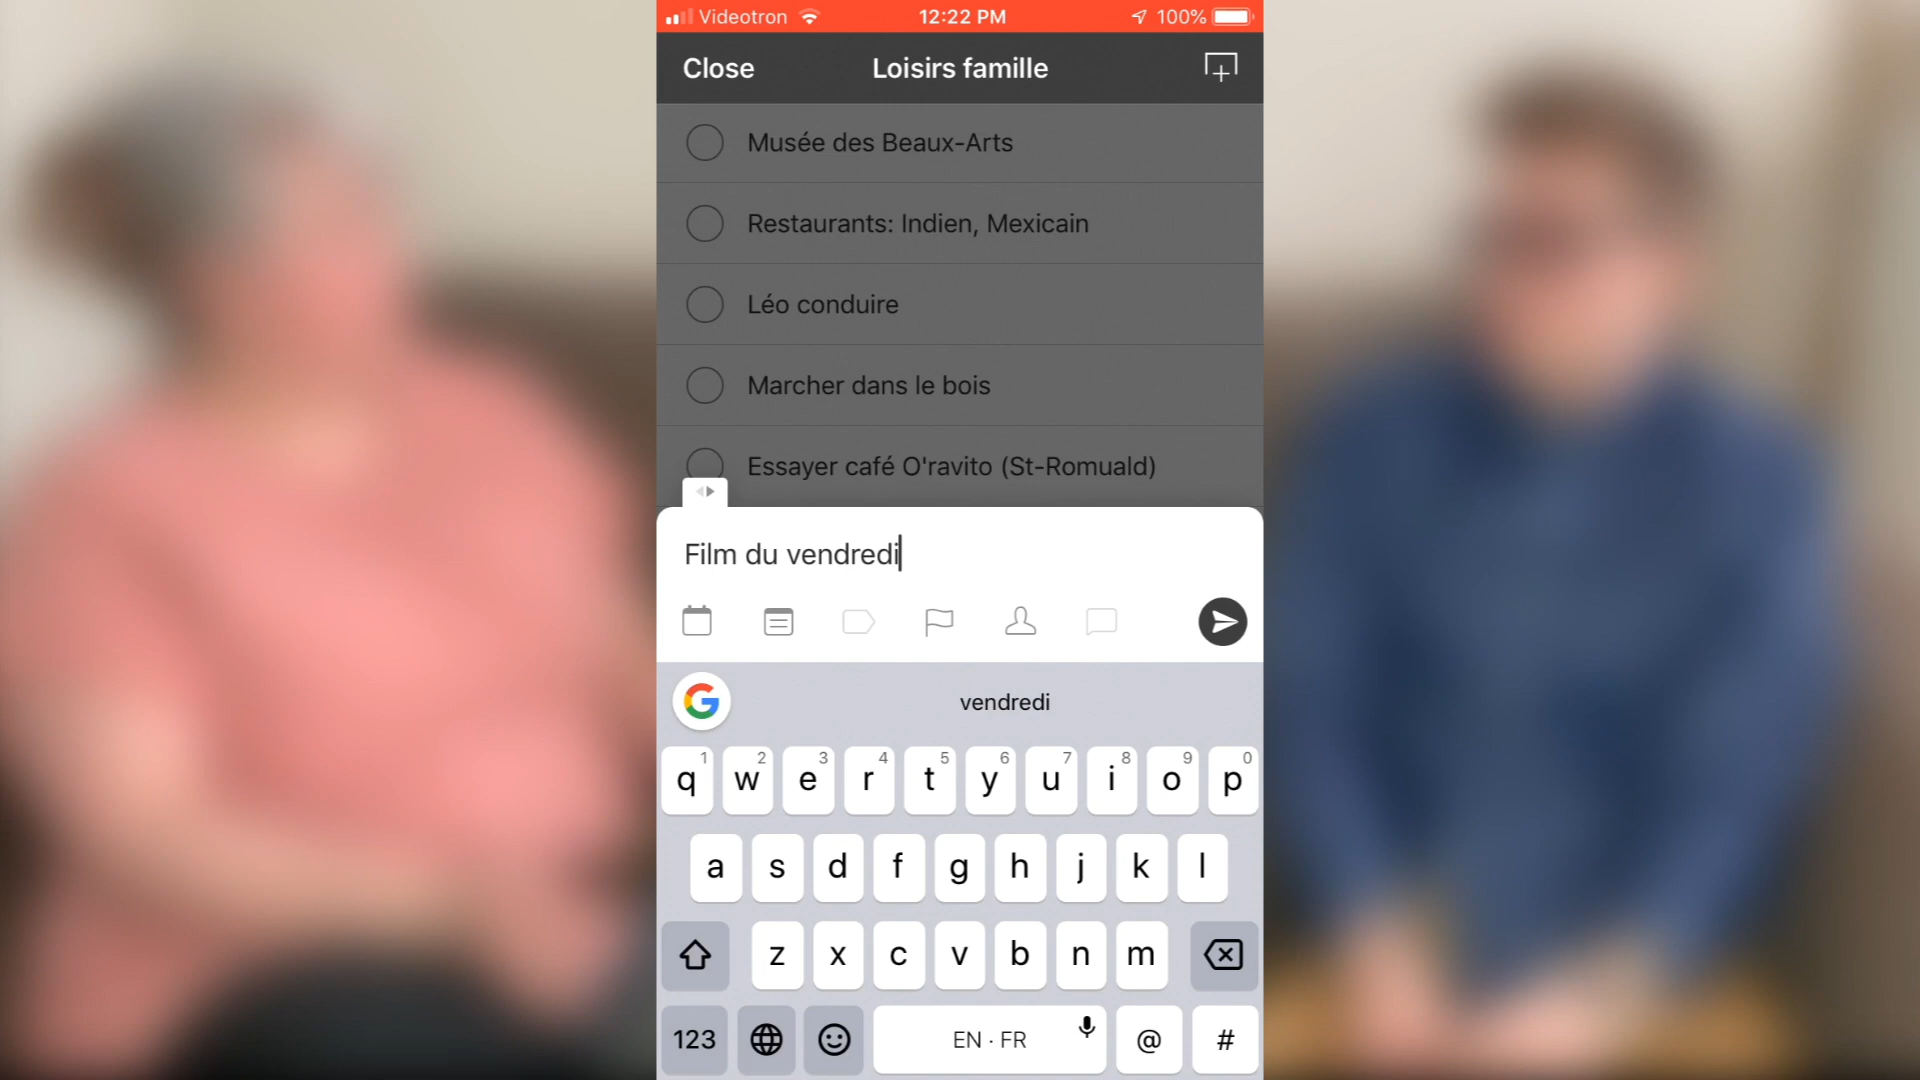 Videotron 12:22 PM 100%
Close Loisirs famille
Musée des Beaux-Arts
Restaurants: Indien, Mexicain
Léo conduire
Marcher dans le bois
Essayer café O'ravito (St-Romuald)
Film du vendredi
G vendredi
1 2 3 4 5 6 7 8 9 0
q w e r t y u i o p
a s d f g h j k l
z x c v b n m
123 EN · FR @ #